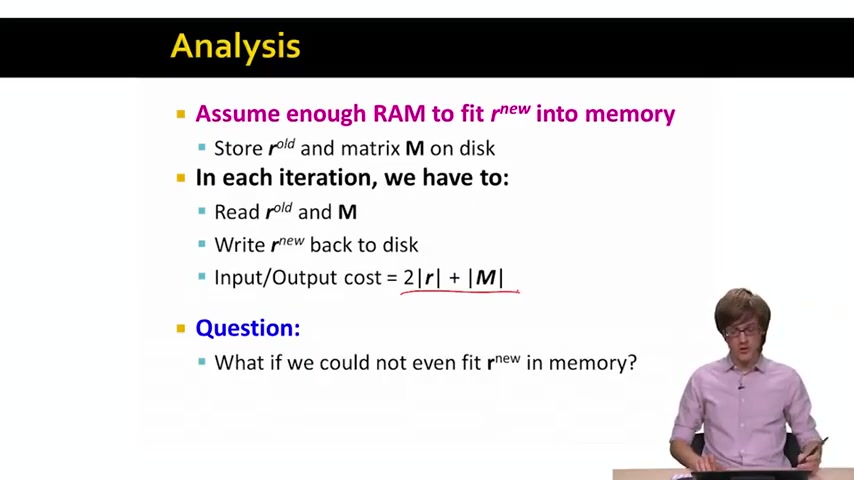 Analysis
Assume enough RAM to fit r^new into memory
Store r^old and matrix M on disk
In each iteration, we have to:
Read r^old and M
Write r^new back to disk
Input/Output cost = 2|r| + |M|
Question:
What if we could not even fit r^new in memory?